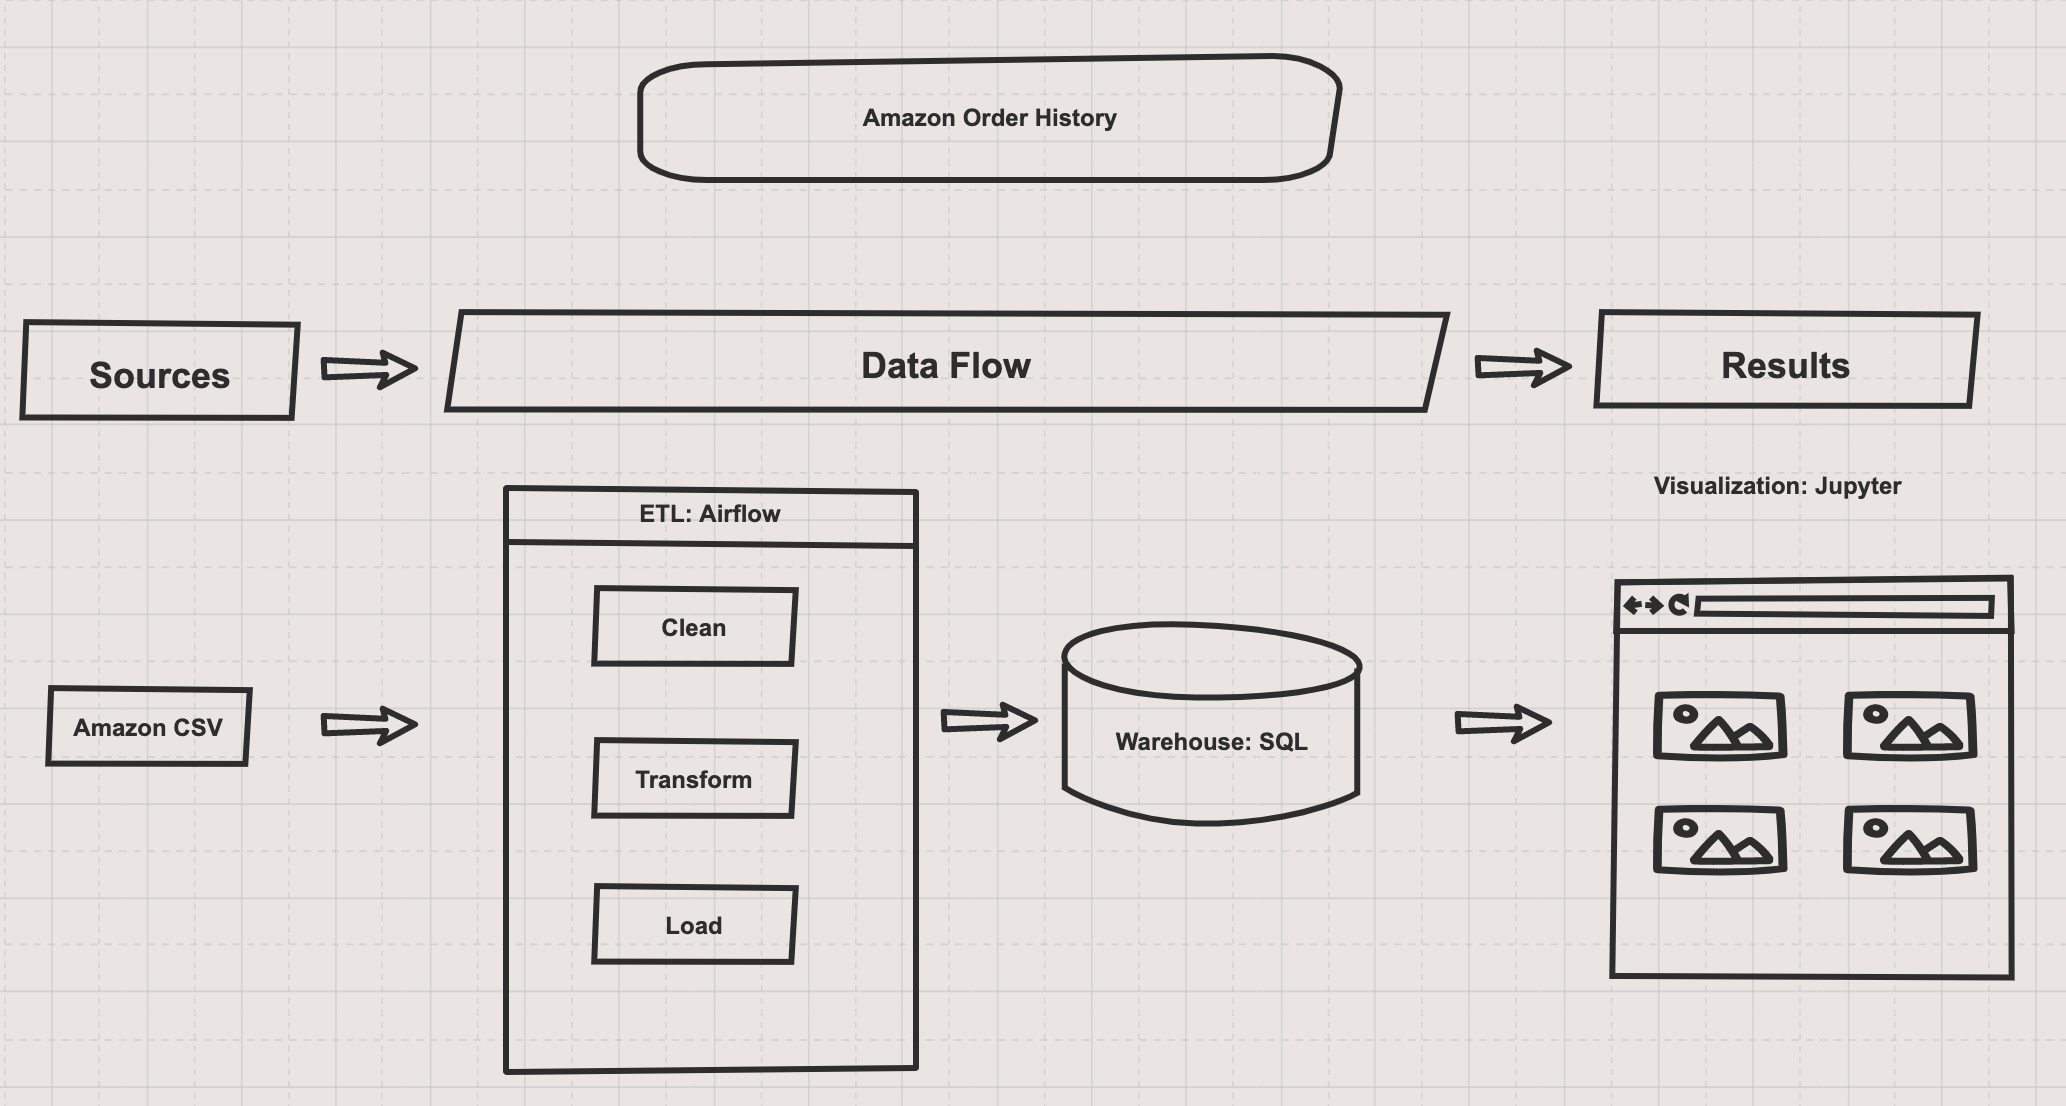 Amazon Order History
Sources
Data Flow
Results
Visualization: Jupyter
ETL: Airflow
Clean
Amazon CSV
Transform
Warehouse: SQL
Load